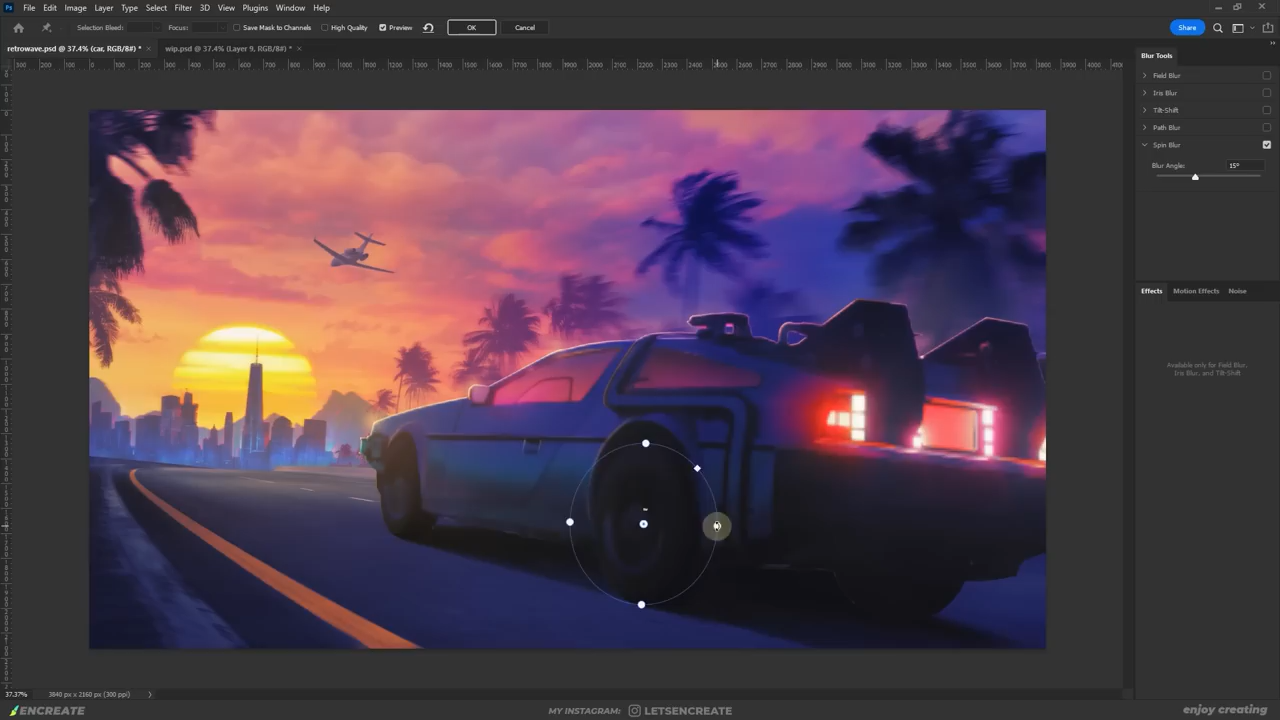 Ps File Edit Image Layer Type Select Filter 3D View Plugins Window Help
Selection Bleed: Focus: Save Mask to Channels High Quality Preview OK Cancel Share
retrowave.psd @ 37.4% (car, RGB/8#) * × wip.psd @ 37.4% (Layer 9, RGB/8#) * ×
Blur Tools
Field Blur
Iris Blur
Tilt-Shift
Path Blur
Spin Blur
Blur Angle: 15°
Effects Motion Effects Noise
Available only for Field Blur,
Iris Blur, and Tilt-Shift
37.37% 3840 px x 2160 px (300 ppi)
ENCREATE MY INSTAGRAM: LETSENCREATE enjoy creating